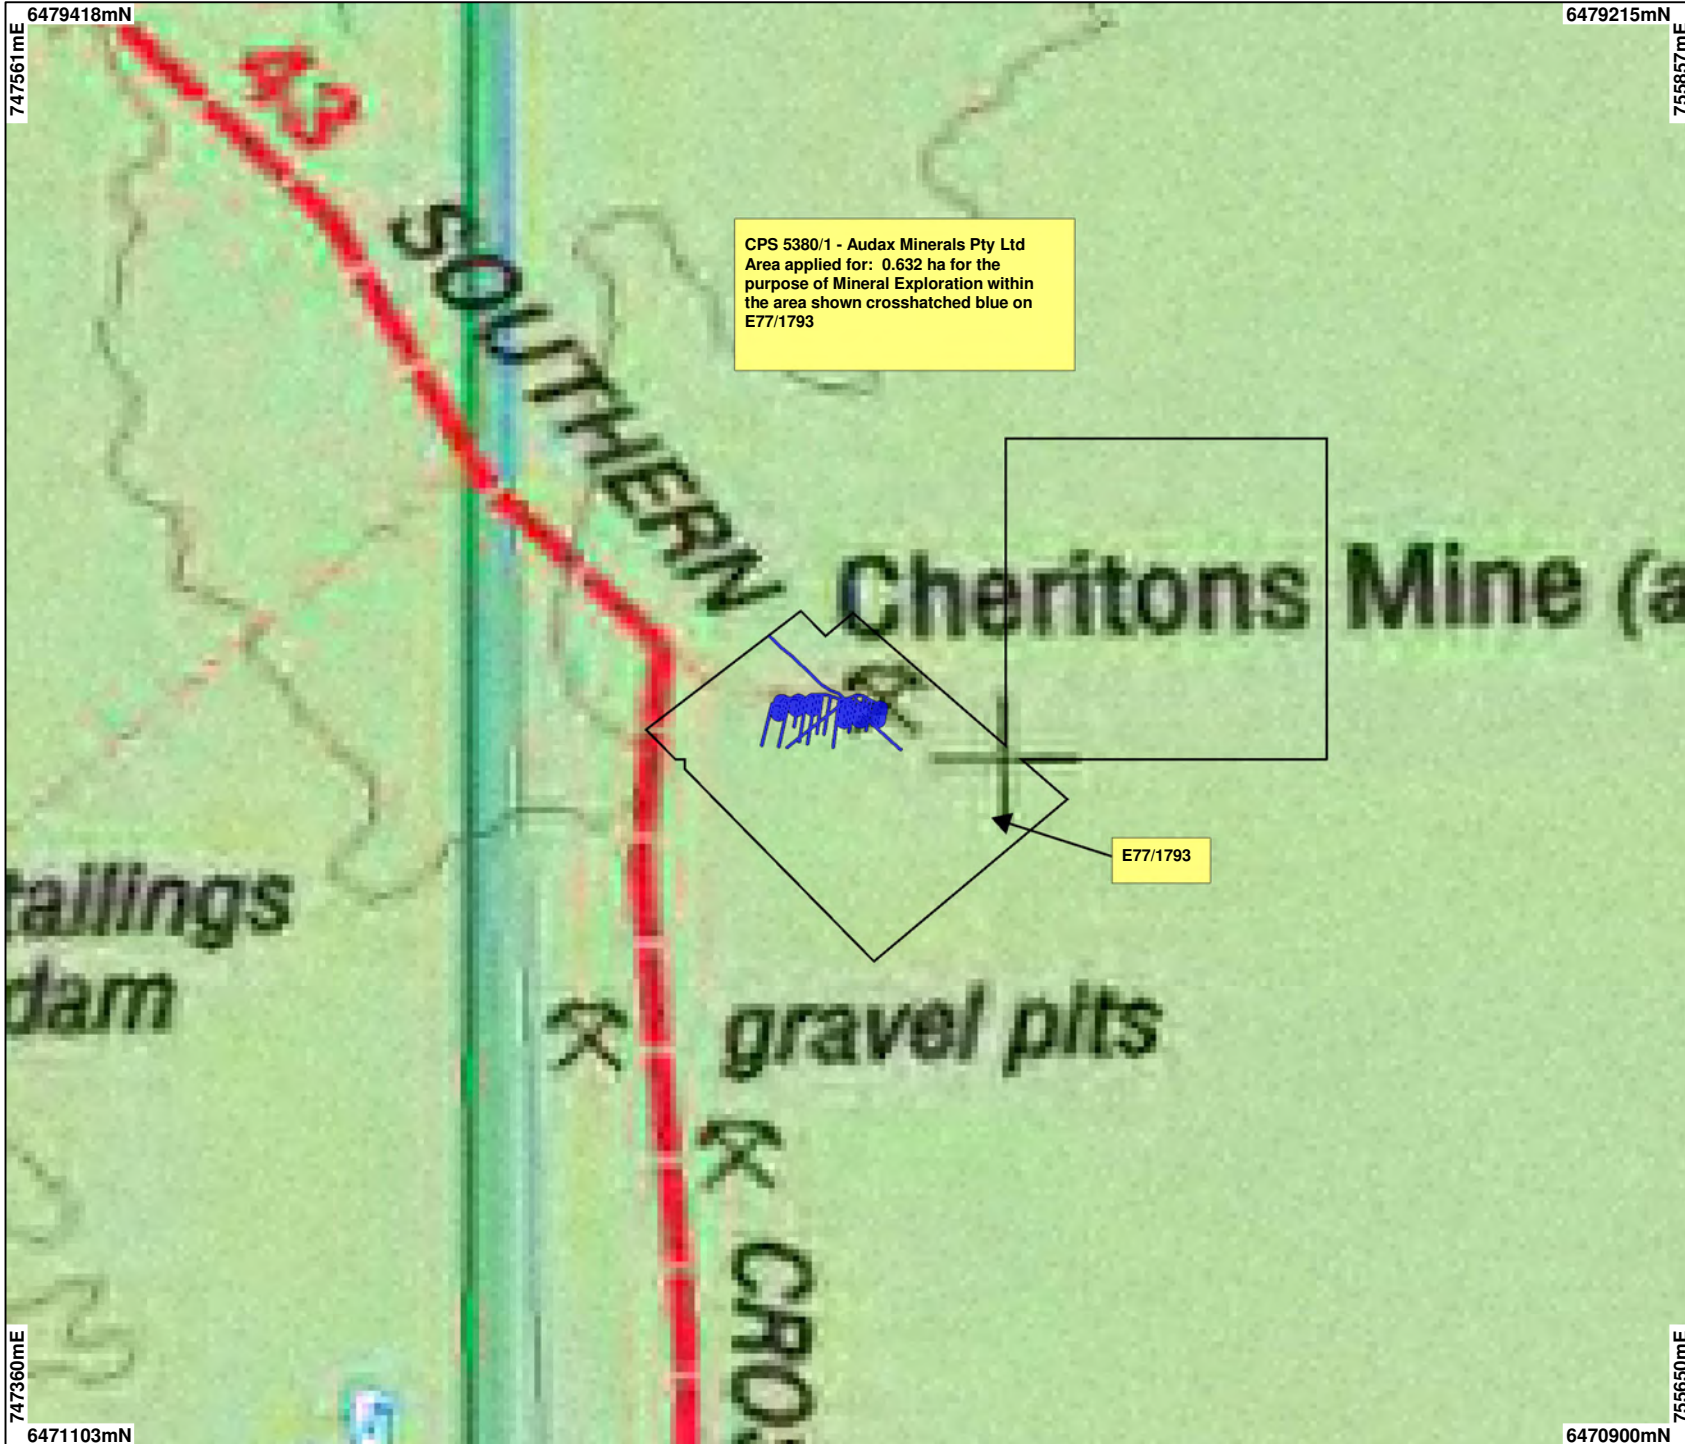 6479418mN
6479215mN
747561mE
755857mE
43
SOUTHERN
CPS 5380/1 - Audax Minerals Pty Ltd
Area applied for: 0.632 ha for the
purpose of Mineral Exploration within
the area shown crosshatched blue on
E77/1793
Cheritons Mine (a
E77/1793
tailings
dam
gravel pits
CROS
747360mE
755650mE
6471103mN
6470900mN